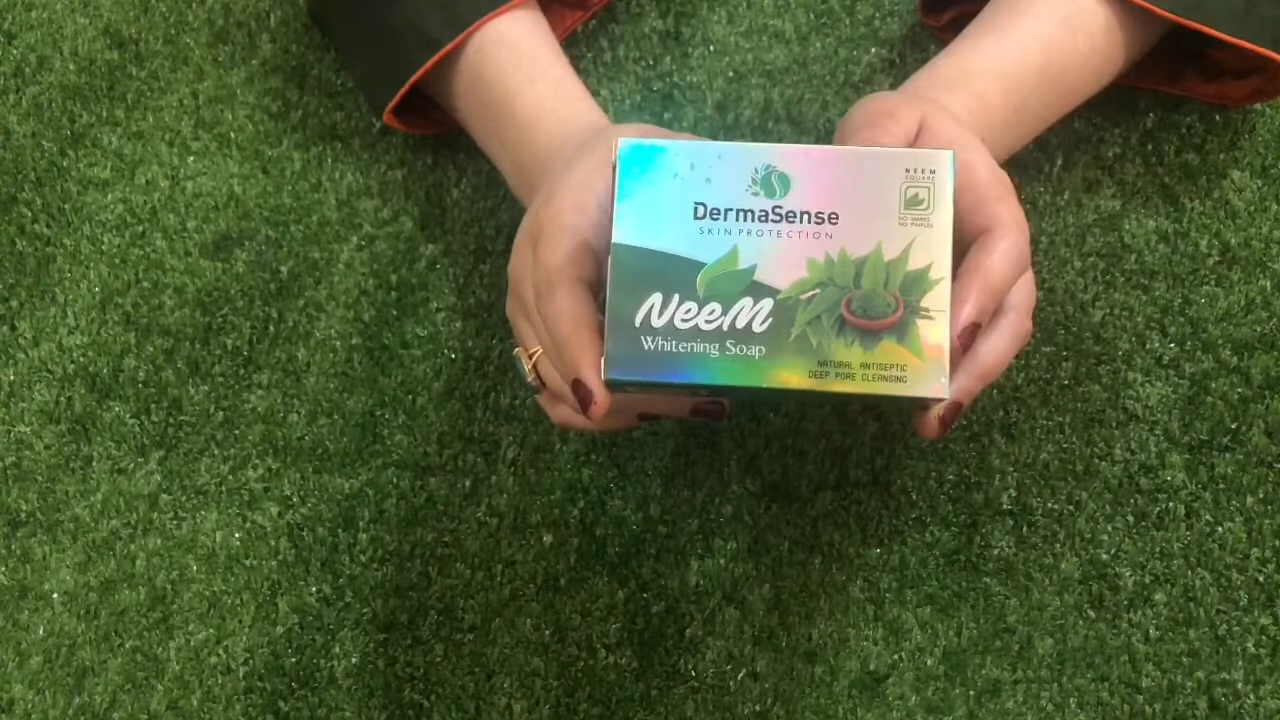 DermaSense
SKIN PROTECTION
NEEM
SQUARE
NO MARKS
NO PIMPLES
NeeM
Whitening Soap
NATURAL ANTISEPTIC
DEEP PORE CLEANSING